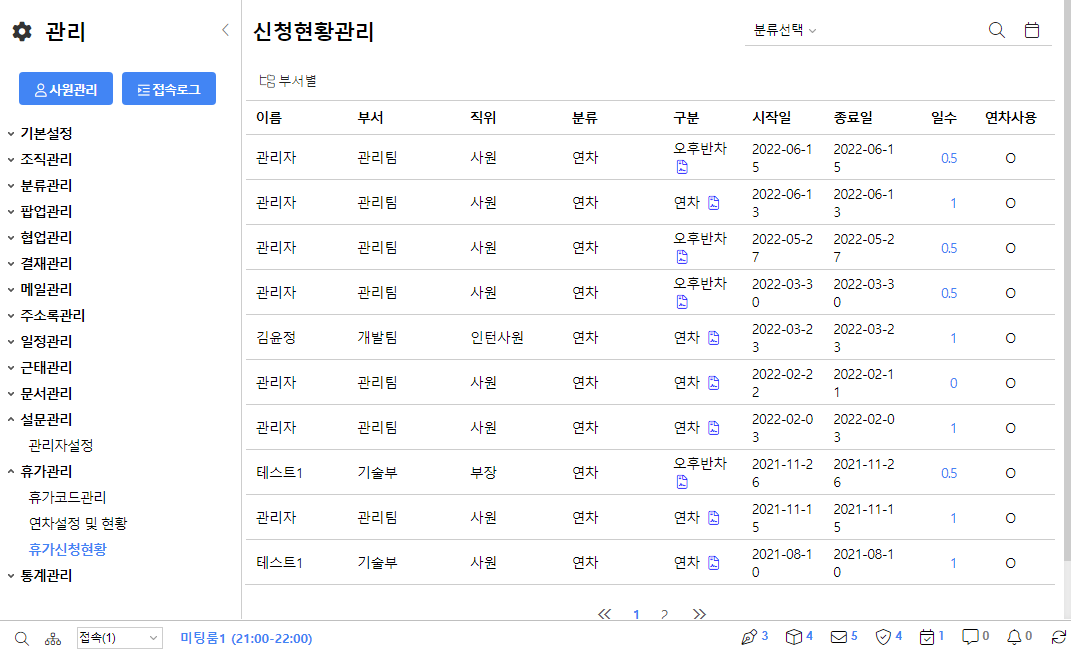 관리
사원관리 접속로그
기본설정
조직관리
분류관리
팝업관리
협업관리
결재관리
메일관리
주소록관리
일정관리
근태관리
문서관리
설문관리
관리자설정
휴가관리
휴가코드관리
연차설정 및 현황
휴가신청현황
통계관리
신청현황관리
분류선택
부서별
이름 부서 직위 분류 구분 시작일 종료일 일수 연차사용
관리자 관리팀 사원 연차 오후반차 2022-06-15 2022-06-15 0.5 O
관리자 관리팀 사원 연차 연차 2022-06-13 2022-06-13 1 O
관리자 관리팀 사원 연차 오후반차 2022-05-27 2022-05-27 0.5 O
관리자 관리팀 사원 연차 오후반차 2022-03-30 2022-03-30 0.5 O
김윤정 개발팀 인턴사원 연차 연차 2022-03-23 2022-03-23 1 O
관리자 관리팀 사원 연차 연차 2022-02-22 2022-02-11 0 O
관리자 관리팀 사원 연차 연차 2022-02-03 2022-02-03 1 O
테스트1 기술부 부장 연차 오후반차 2021-11-26 2021-11-26 0.5 O
관리자 관리팀 사원 연차 연차 2021-11-15 2021-11-15 1 O
테스트1 기술부 사원 연차 연차 2021-08-10 2021-08-10 1 O
1 2
접속(1) 미팅룸1 (21:00-22:00) 3 4 5 4 1 0 0